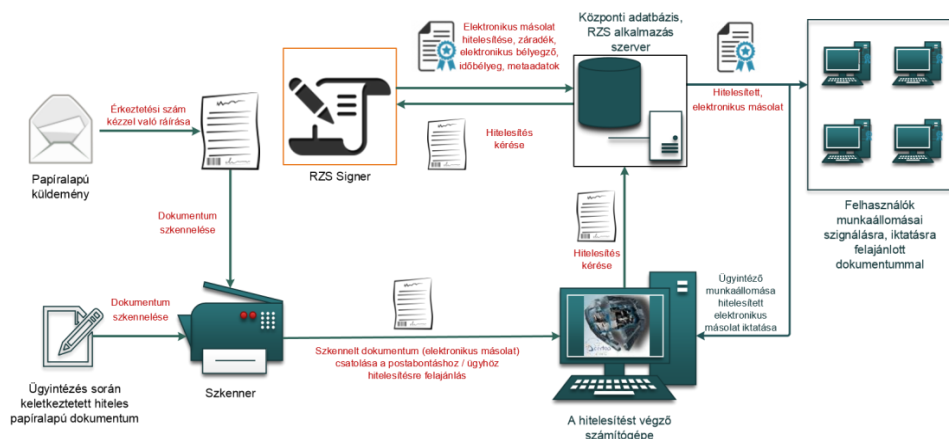 Elektronikus másolat
hitelesítése, záradék,
elektronikus bélyegző,
időbélyeg, metaadatok
Központi adatbázis,
RZS alkalmazás
szerver
Érkeztetési szám
kézzel való ráírása
Hitelesített,
elektronikus másolat
Hitelesítés
kérése
Papíralapú
küldemény
RZS Signer
Felhasználók
munkaállomásai
szignálásra, iktatásra
felajánlott
dokumentummal
Dokumentum
szkennelése
Hitelesítés
kérése
Ügyintéző
munkaállomása
hitelesített
elektronikus
másolat iktatása
Dokumentum
szkennelése
Szkennelt dokumentum (elektronikus másolat)
csatolása a postabontáshoz / ügyhöz
hitelesítésre felajánlás
Szkenner
Ügyintézés során
keletkeztetett hiteles
papíralapú dokumentum
A hitelesítést végző
számítógépe